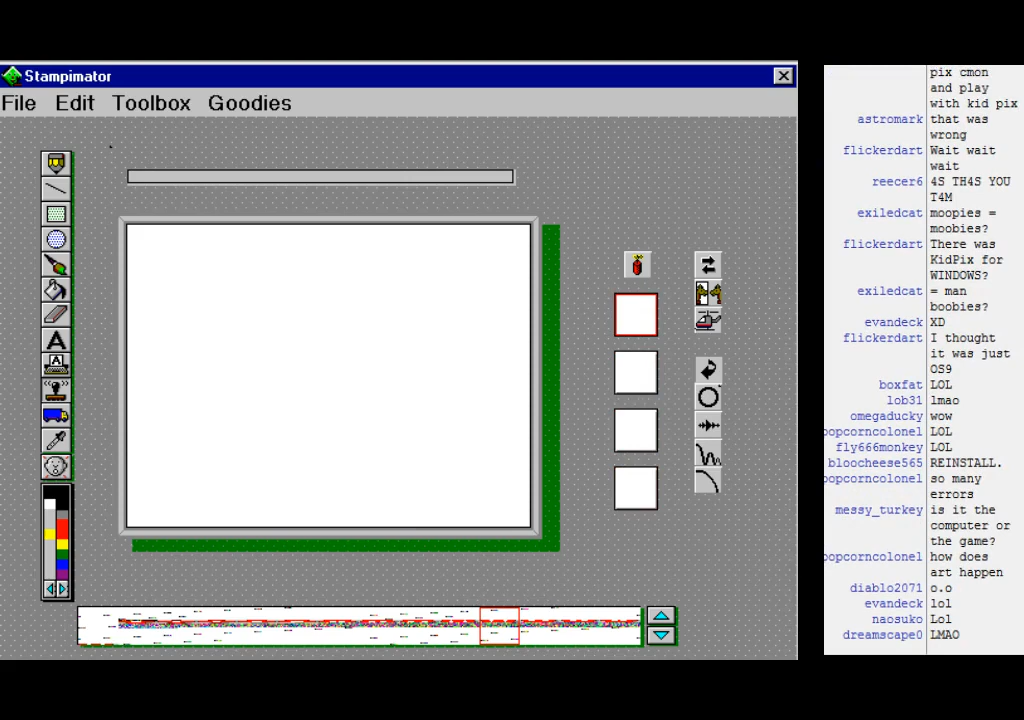 Stampimator
File Edit Toolbox Goodies
A
A
pix cmon
and play
with kid pix
astromark that was
wrong
flickerdart Wait wait
wait
reecer6 4S TH4S YOU
T4M
exiledcat moopies =
moobies?
flickerdart There was
KidPix for
WINDOWS?
exiledcat = man
boobies?
evandeck XD
flickerdart I thought
it was just
OS9
boxfat LOL
lob31 lmao
omegaducky wow
popcorncolonel LOL
fly666monkey LOL
bloocheese565 REINSTALL.
popcorncolonel so many
errors
messy_turkey is it the
computer or
the game?
popcorncolonel how does
art happen
diablo2071 o.o
evandeck lol
naosuko Lol
dreamscape0 LMAO